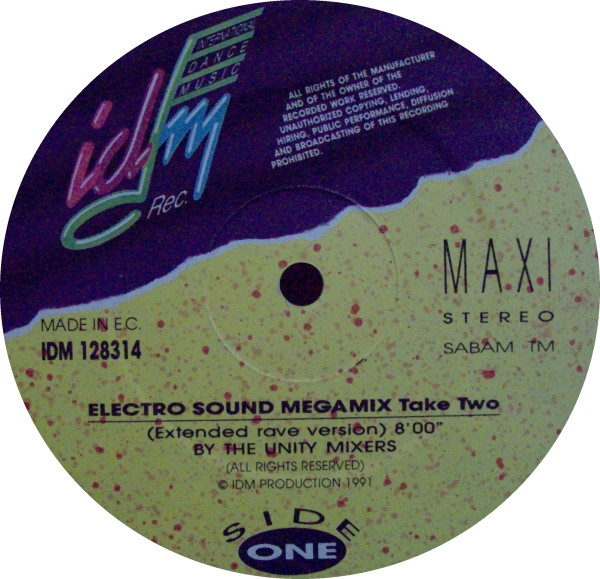 INTERNATIONAL
DANCE
MUSIC
idm
Rec.
ALL RIGHTS OF THE MANUFACTURER
AND OF THE OWNER OF THE
RECORDED WORK RESERVED.
UNAUTHORIZED COPYING, LENDING,
HIRING, PUBLIC PERFORMANCE, DIFFUSION
AND BROADCASTING OF THIS RECORDING
PROHIBITED.
MAXI
STEREO
SABAM TM
MADE IN E.C.
IDM 128314
ELECTRO SOUND MEGAMIX Take Two
(Extended rave version) 8'00"
BY THE UNITY MIXERS
(ALL RIGHTS RESERVED)
© IDM PRODUCTION 1991
SIDE
ONE